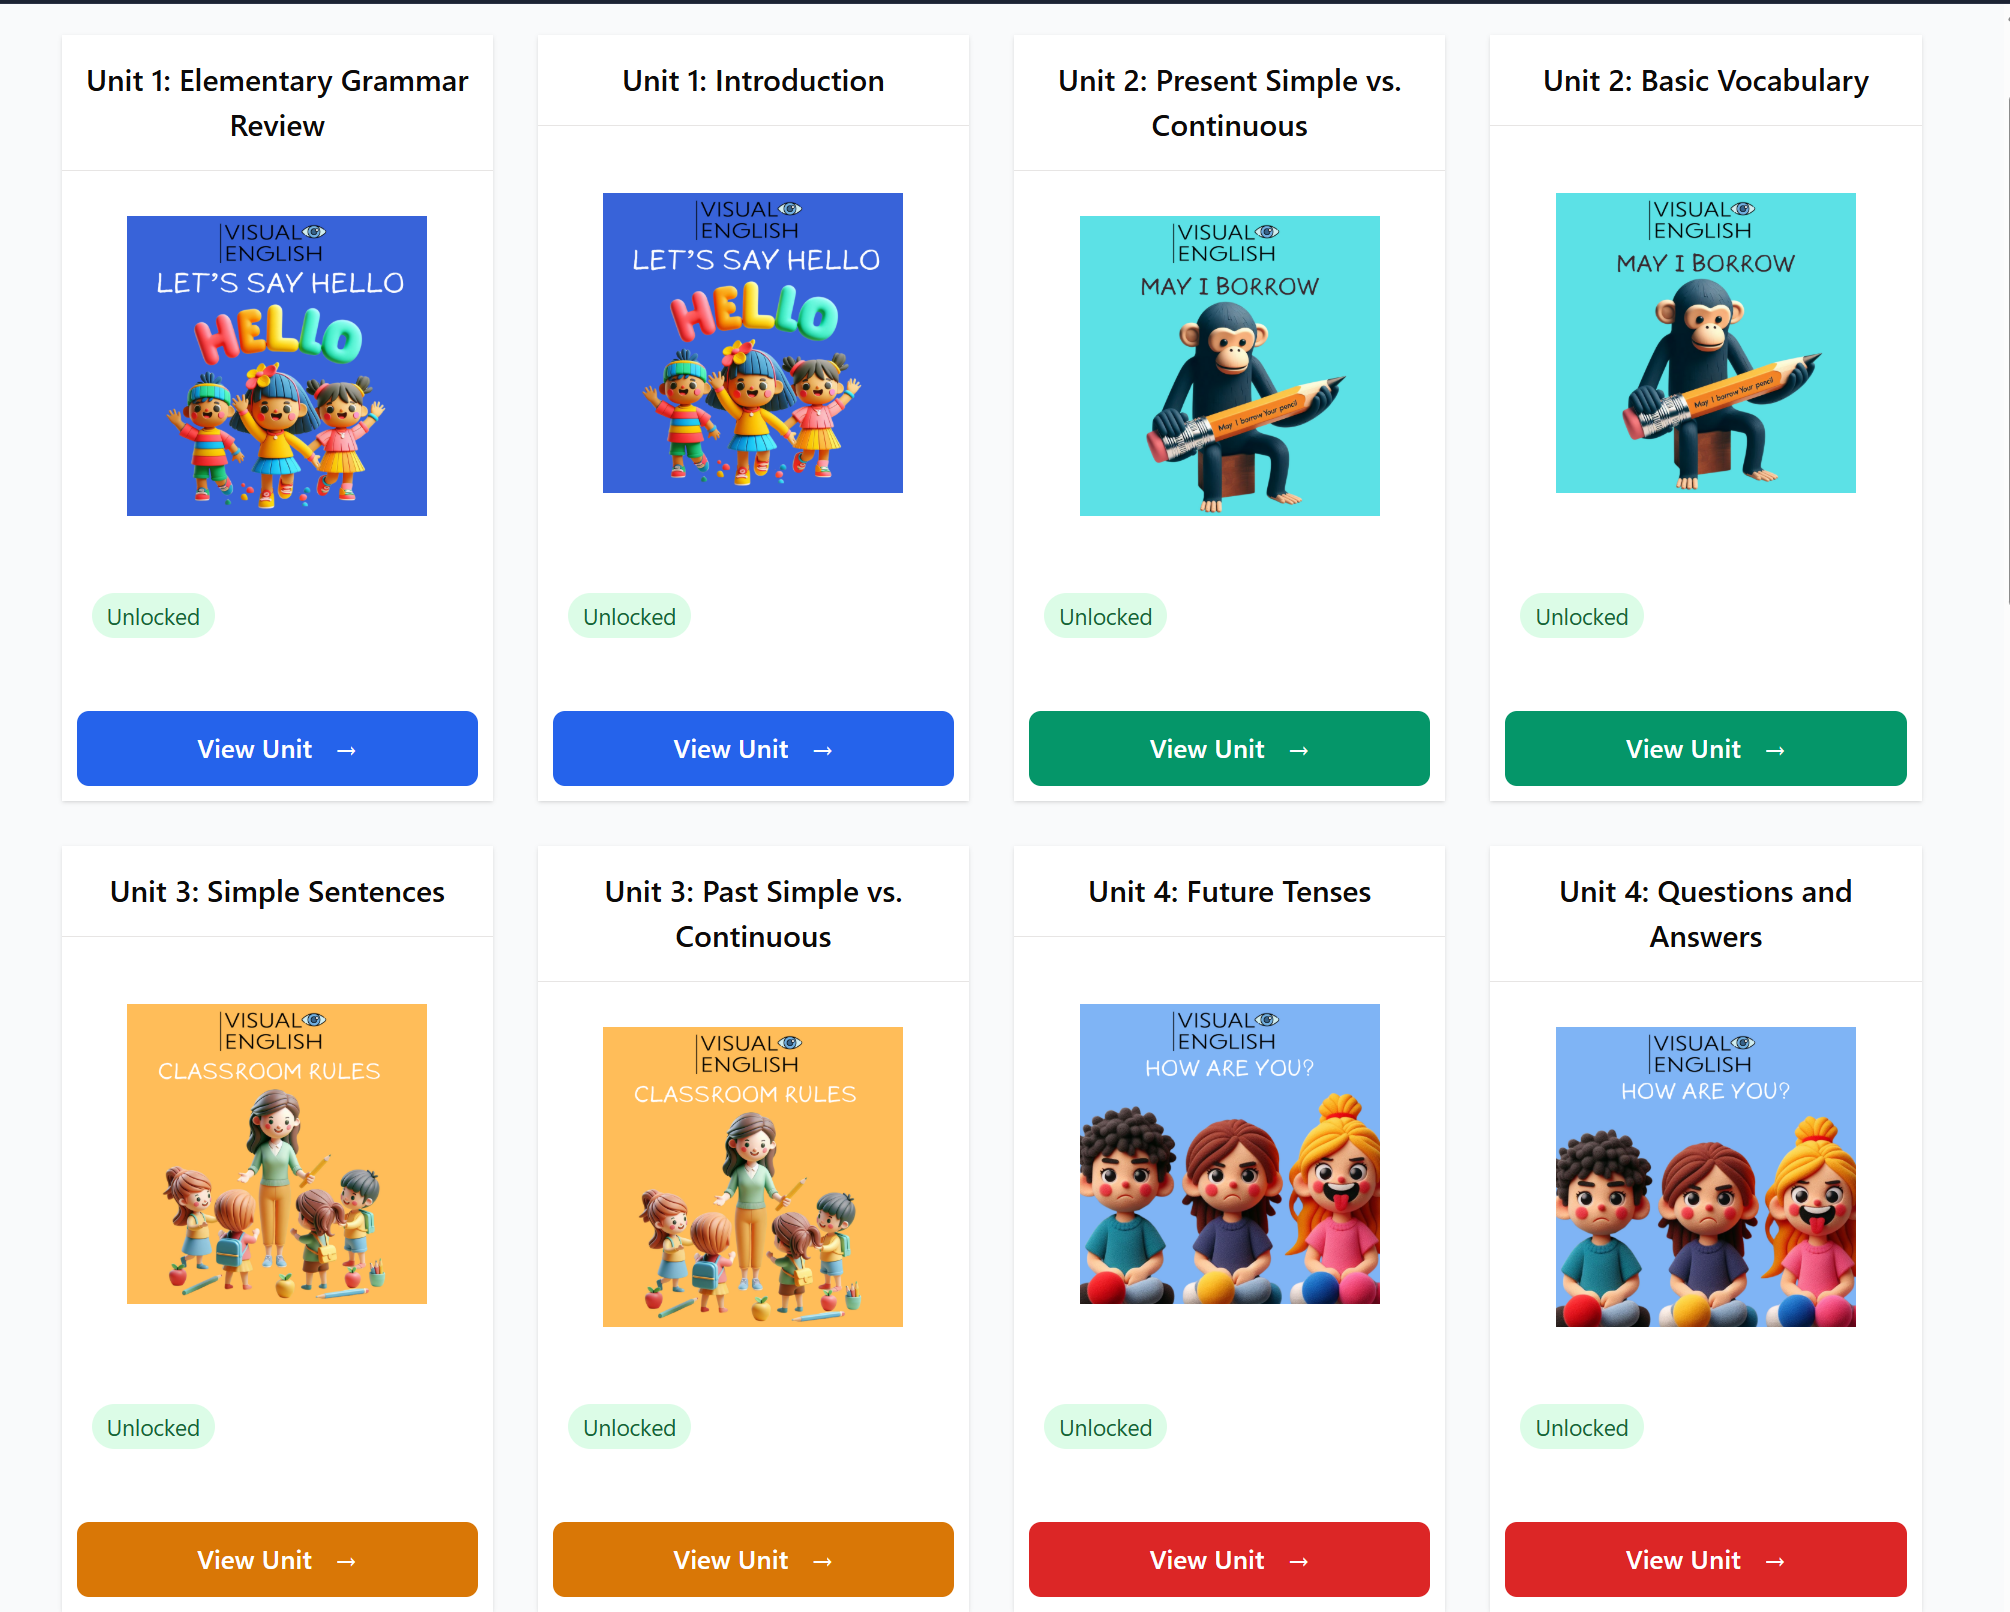 Unit 1: Elementary Grammar
Review
VISUAL
ENGLISH
LET'S SAY HELLO
HELLO
Unlocked
View Unit →
Unit 1: Introduction
VISUAL
ENGLISH
LET'S SAY HELLO
HELLO
Unlocked
View Unit →
Unit 2: Present Simple vs.
Continuous
VISUAL
ENGLISH
MAY I BORROW
May I borrow Your pencil
Unlocked
View Unit →
Unit 2: Basic Vocabulary
VISUAL
ENGLISH
MAY I BORROW
May I borrow Your pencil
Unlocked
View Unit →
Unit 3: Simple Sentences
VISUAL
ENGLISH
CLASSROOM RULES
Unlocked
View Unit →
Unit 3: Past Simple vs.
Continuous
VISUAL
ENGLISH
CLASSROOM RULES
Unlocked
View Unit →
Unit 4: Future Tenses
VISUAL
ENGLISH
HOW ARE YOU?
Unlocked
View Unit →
Unit 4: Questions and
Answers
VISUAL
ENGLISH
HOW ARE YOU?
Unlocked
View Unit →